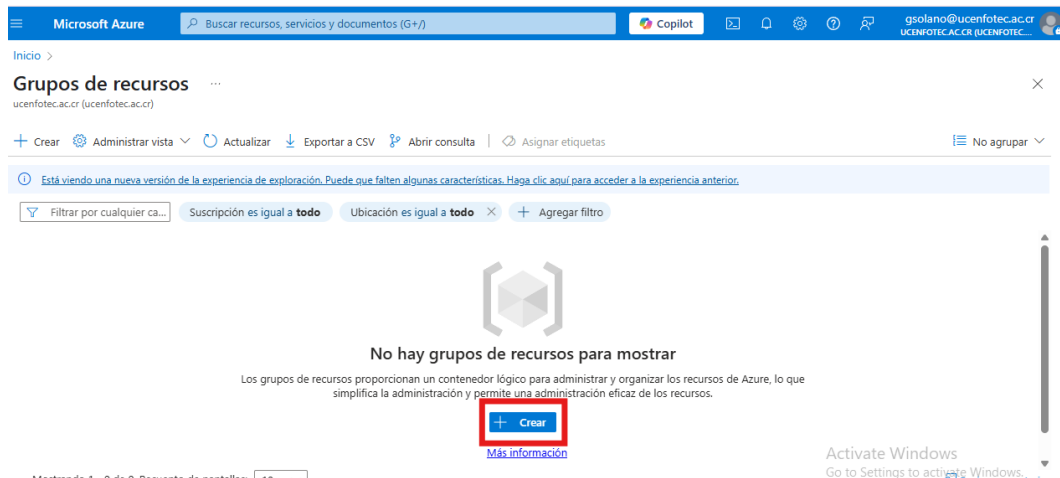 Microsoft Azure
Buscar recursos, servicios y documentos (G+/)
Copilot
gsolano@ucenfotec.ac.cr
UCENFOTEC.AC.CR (UCENFOTEC....
Inicio >
Grupos de recursos ...
ucenfotec.ac.cr (ucenfotec.ac.cr)
+ Crear Administrar vista Actualizar Exportar a CSV Abrir consulta | Asignar etiquetas No agrupar
Está viendo una nueva versión de la experiencia de exploración. Puede que falten algunas características. Haga clic aquí para acceder a la experiencia anterior.
Filtrar por cualquier ca... Suscripción es igual a todo Ubicación es igual a todo × + Agregar filtro
No hay grupos de recursos para mostrar
Los grupos de recursos proporcionan un contenedor lógico para administrar y organizar los recursos de Azure, lo que
simplifica la administración y permite una administración eficaz de los recursos.
+ Crear
Más información
Activate Windows
Go to Settings to activate Windows.